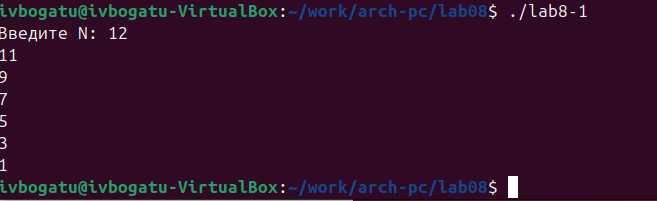 ivbogatu@ivbogatu-VirtualBox:~/work/arch-pc/lab08$ ./lab8-1
Введите N: 12
11
9
7
5
3
1
ivbogatu@ivbogatu-VirtualBox:~/work/arch-pc/lab08$